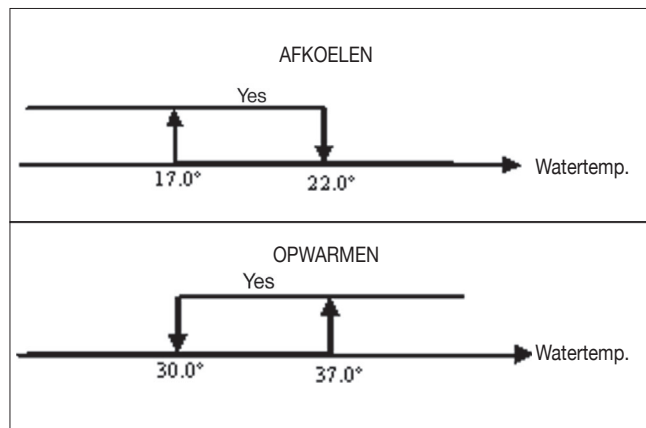 AFKOELEN
Yes
Watertemp.
17.0° 22.0°
OPWARMEN
Yes
Watertemp.
30.0° 37.0°